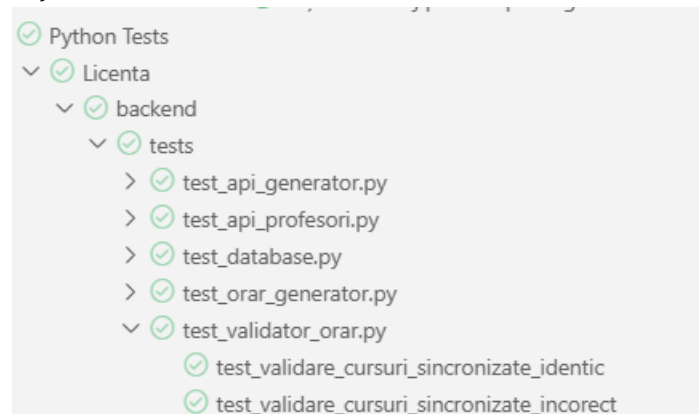 Python Tests
Licenta
backend
tests
test_api_generator.py
test_api_profesori.py
test_database.py
test_orar_generator.py
test_validator_orar.py
test_validare_cursuri_sincronizate_identic
test_validare_cursuri_sincronizate_incorect